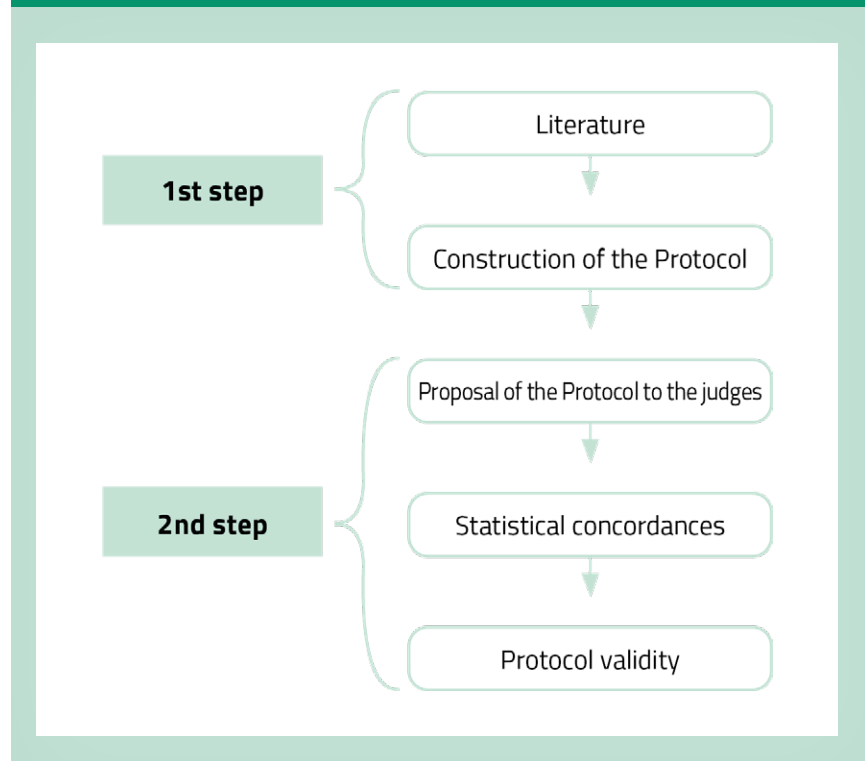 1st step
Literature
Construction of the Protocol
2nd step
Proposal of the Protocol to the judges
Statistical concordances
Protocol validity